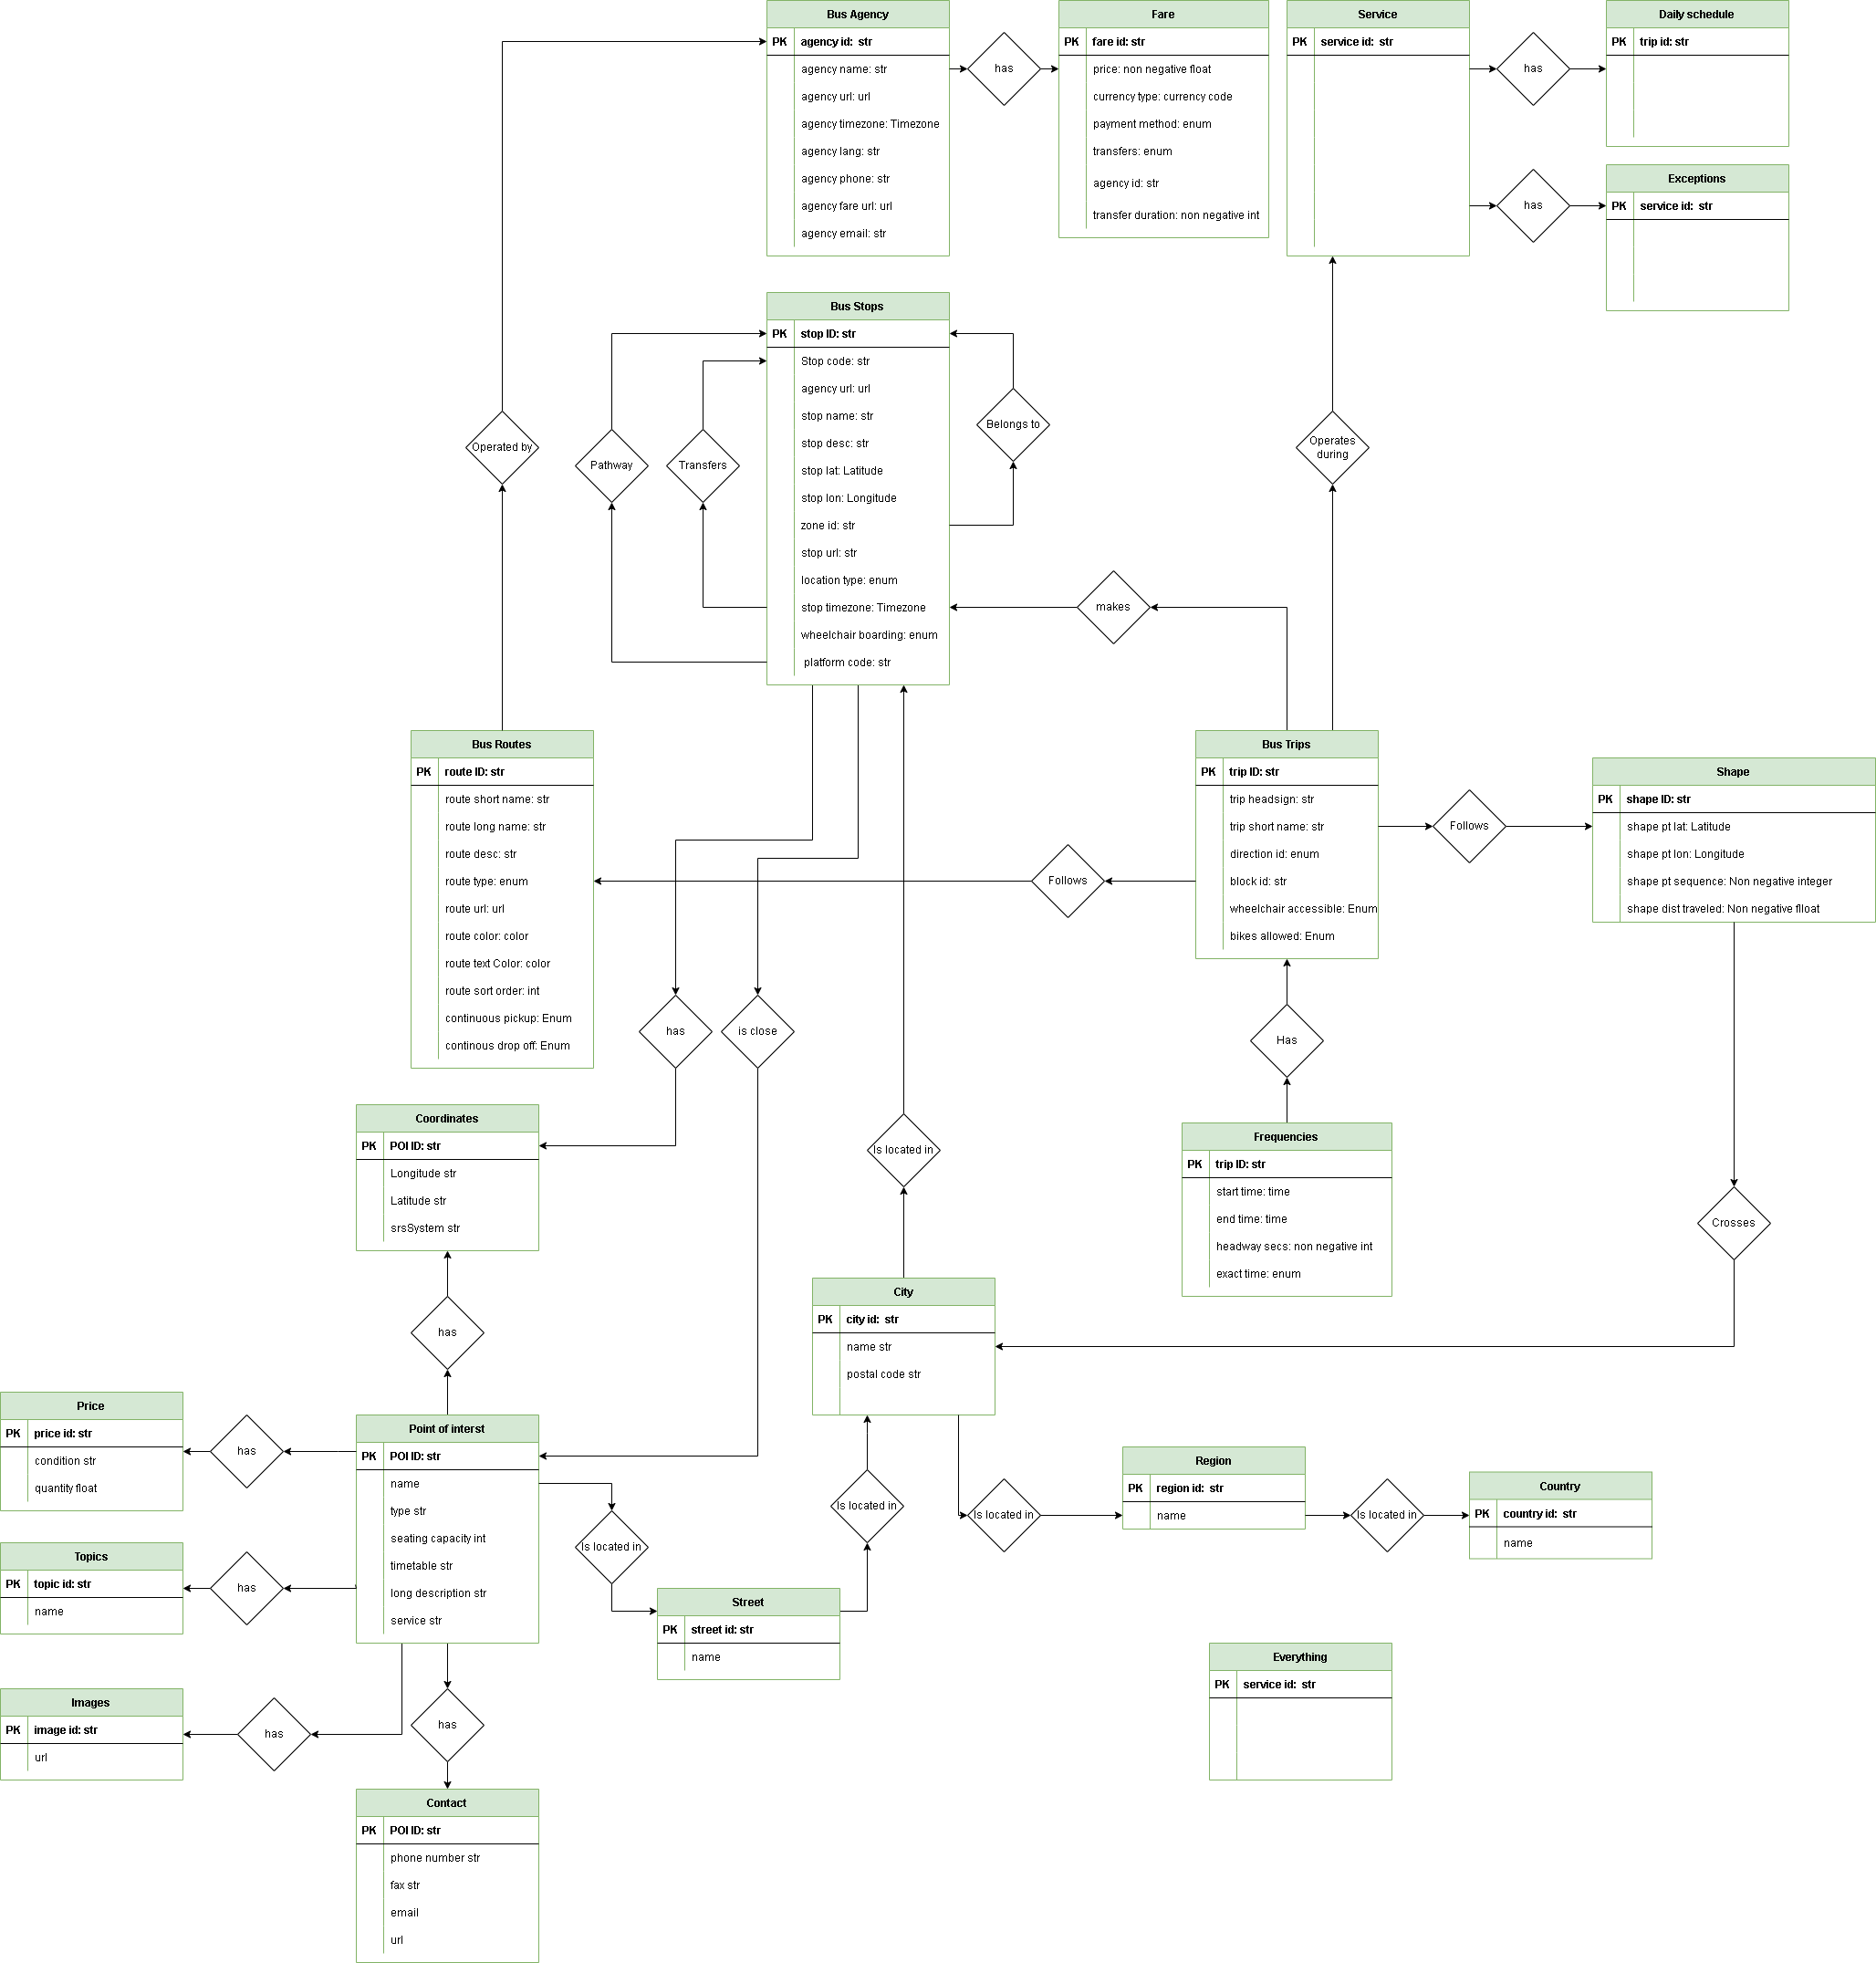 Bus Agency
PK agency id:  str
agency name: str
agency url: url
agency timezone: Timezone
agency lang: str
agency phone: str
agency fare url: url
agency email: str
has
Fare
PK fare id: str
price: non negative float
currency type: currency code
payment method: enum
transfers: enum
agency id: str
transfer duration: non negative int
Service
PK service id:  str
has
has
Daily schedule
PK trip id: str
Exceptions
PK service id:  str
Bus Stops
PK stop ID: str
Stop code: str
agency url: url
stop name: str
stop desc: str
stop lat: Latitude
stop lon: Longitude
zone id: str
stop url: str
location type: enum
stop timezone: Timezone
wheelchair boarding: enum
platform code: str
Operated by
Pathway
Transfers
Belongs to
Operates
during
makes
Bus Routes
PK route ID: str
route short name: str
route long name: str
route desc: str
route type: enum
route url: url
route color: color
route text Color: color
route sort order: int
continuous pickup: Enum
continous drop off: Enum
Bus Trips
PK trip ID: str
trip headsign: str
trip short name: str
direction id: enum
block id: str
wheelchair accessible: Enum
bikes allowed: Enum
Follows
Follows
Shape
PK shape ID: str
shape pt lat: Latitude
shape pt lon: Longitude
shape pt sequence: Non negative integer
shape dist traveled: Non negative flloat
has
is close
Has
Is located in
Crosses
Coordinates
PK POI ID: str
Longitude str
Latitude str
srsSystem str
has
Frequencies
PK trip ID: str
start time: time
end time: time
headway secs: non negative int
exact time: enum
City
PK city id:  str
name str
postal code str
Price
PK price id: str
condition str
quantity float
has
Point of interst
PK POI ID: str
name
type str
seating capacity int
timetable str
long description str
service str
Is located in
Is located in
Is located in
Region
PK region id:  str
name
Is located in
Country
PK country id:  str
name
Topics
PK topic id: str
name
has
Street
PK street id: str
name
Everything
PK service id:  str
Images
PK image id: str
url
has
has
Contact
PK POI ID: str
phone number str
fax str
email
url